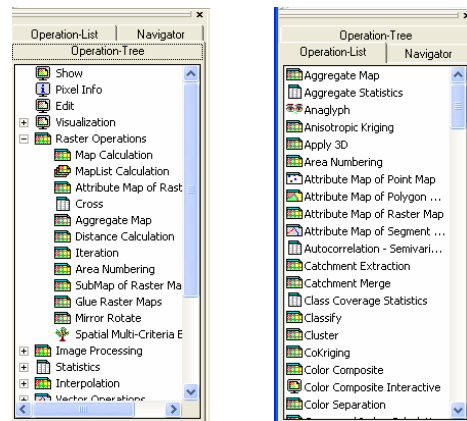 Operation-List Navigator
Operation-Tree
Show
Pixel Info
Edit
Visualization
Raster Operations
Map Calculation
MapList Calculation
Attribute Map of Rast
Cross
Aggregate Map
Distance Calculation
Iteration
Area Numbering
SubMap of Raster Ma
Glue Raster Maps
Mirror Rotate
Spatial Multi-Criteria E
Image Processing
Statistics
Interpolation
Vector Operations
Operation-Tree
Operation-List Navigator
Aggregate Map
Aggregate Statistics
Anaglyph
Anisotropic Kriging
Apply 3D
Area Numbering
Attribute Map of Point Map
Attribute Map of Polygon ...
Attribute Map of Raster Map
Attribute Map of Segment ...
Autocorrelation - Semivari...
Catchment Extraction
Catchment Merge
Class Coverage Statistics
Classify
Cluster
CoKriging
Color Composite
Color Composite Interactive
Color Separation